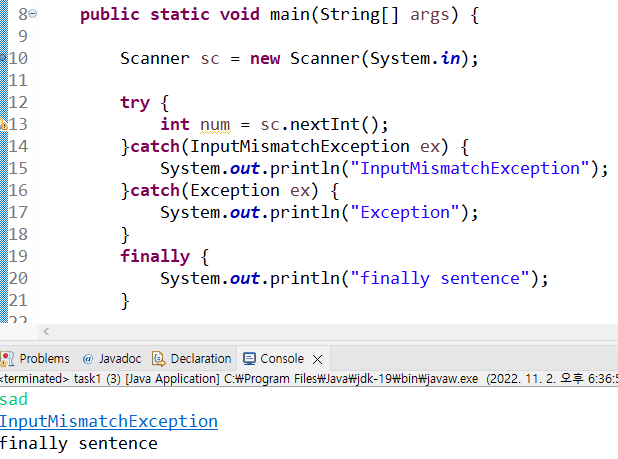 8 public static void main(String[] args) {
9
10 Scanner sc = new Scanner(System.in);
11
12 try {
13 int num = sc.nextInt();
14 }catch(InputMismatchException ex) {
15 System.out.println("InputMismatchException");
16 }catch(Exception ex) {
17 System.out.println("Exception");
18 }
19 finally {
20 System.out.println("finally sentence");
21 }
22
Problems @ Javadoc Declaration Console
<terminated> task1 (3) [Java Application] C:₩Program Files₩Java₩jdk-19₩bin₩javaw.exe (2022. 11. 2. 오후 6:36:5
sad
InputMismatchException
finally sentence